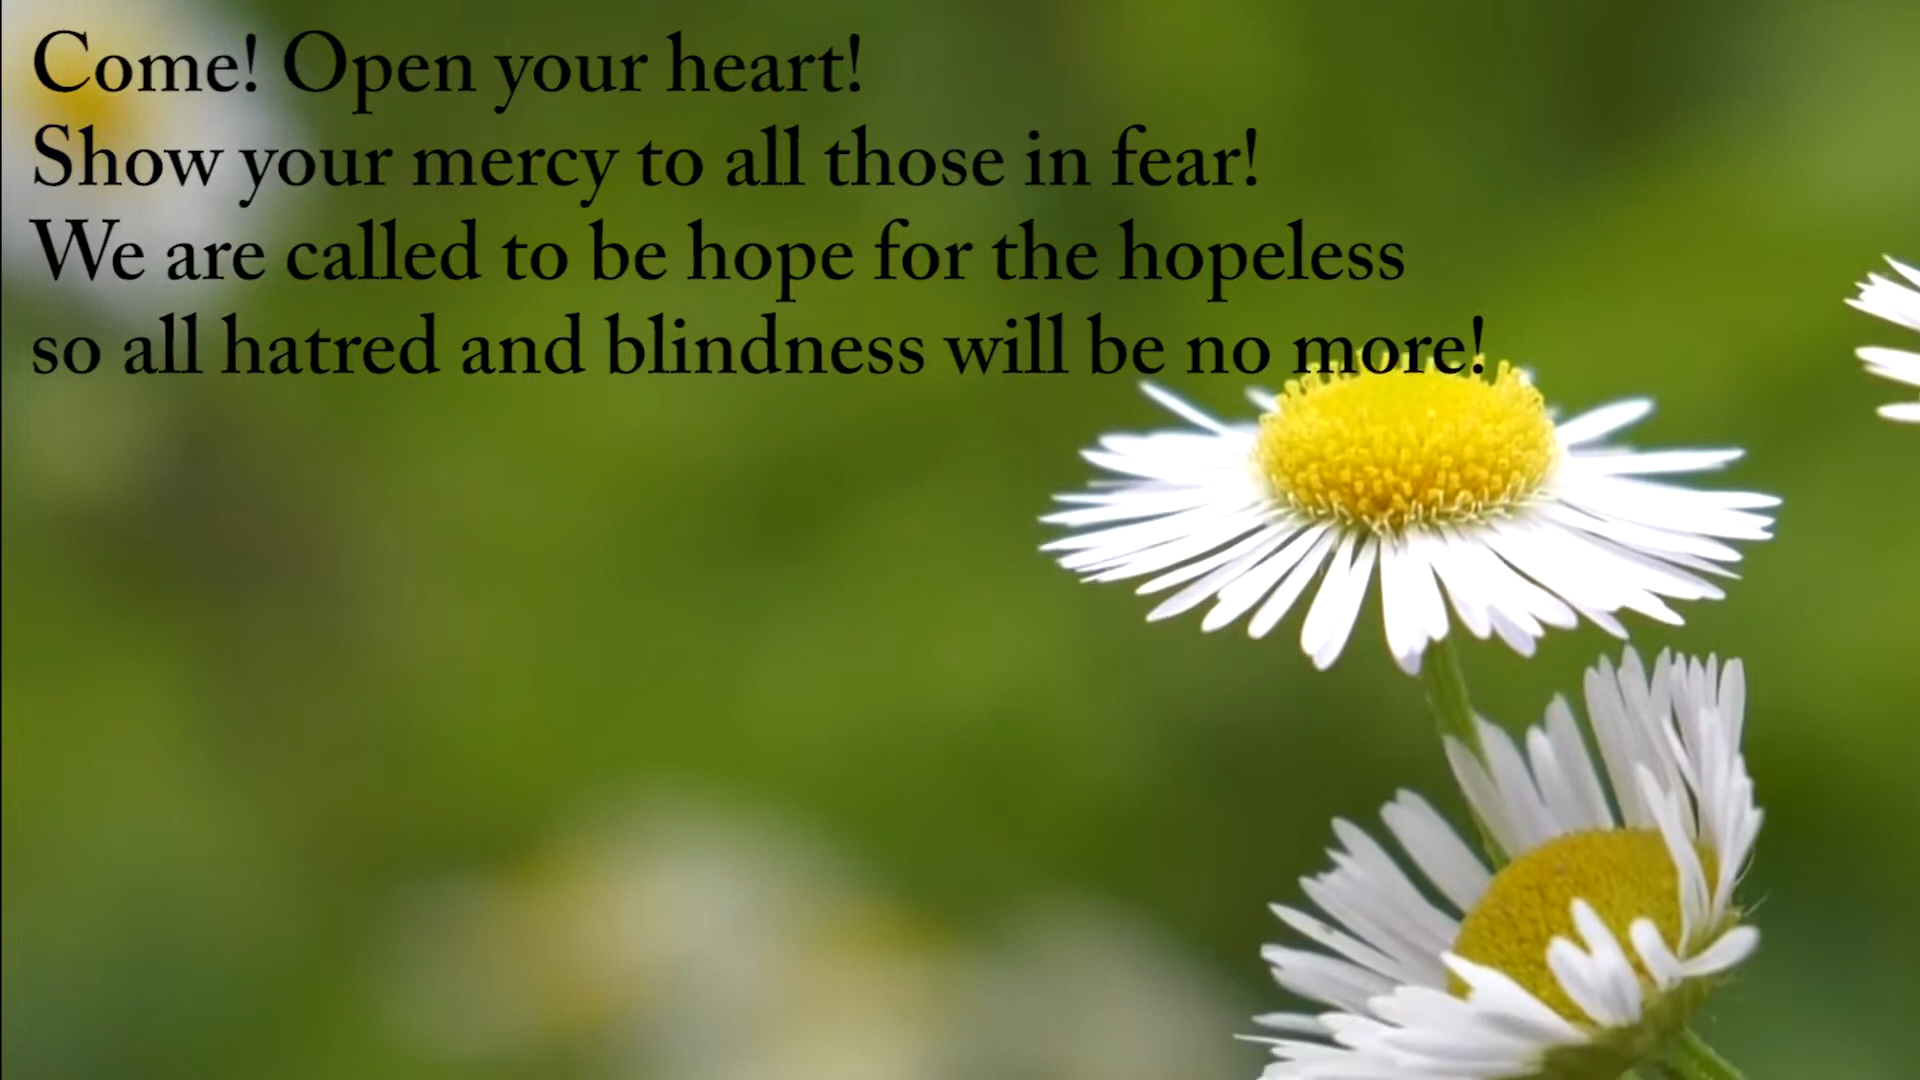 Come! Open your heart!
Show your mercy to all those in fear!
We are called to be hope for the hopeless
so all hatred and blindness will be no more!